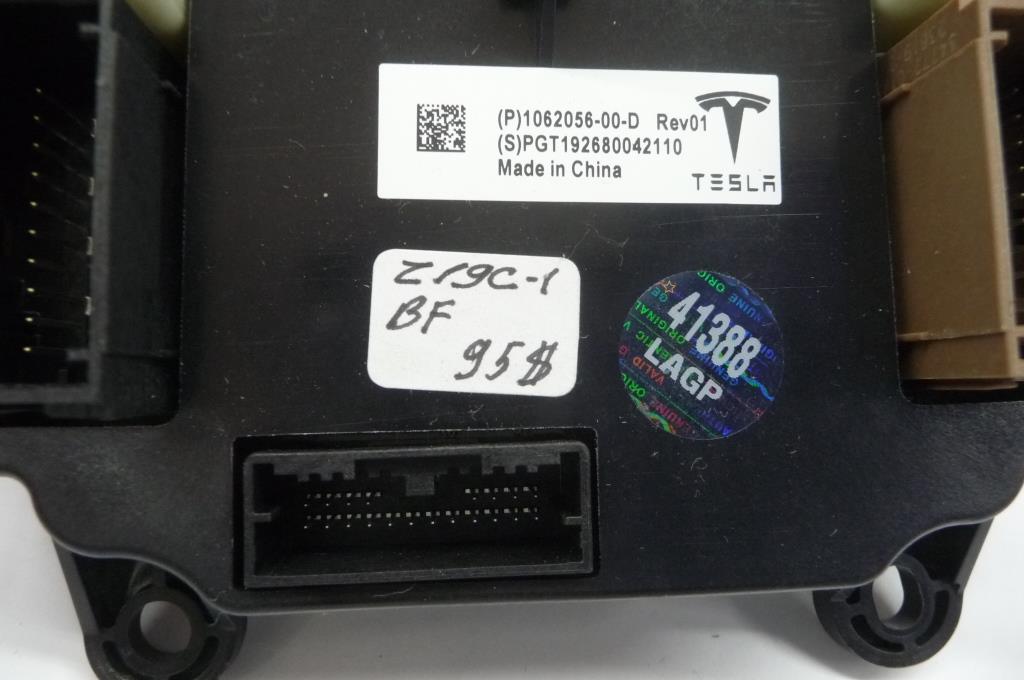 (P)1062056-00-D Rev01
(S)PGT192680042110
Made in China
TESLA
Z19C-1
BF
95$
41388
LAGP